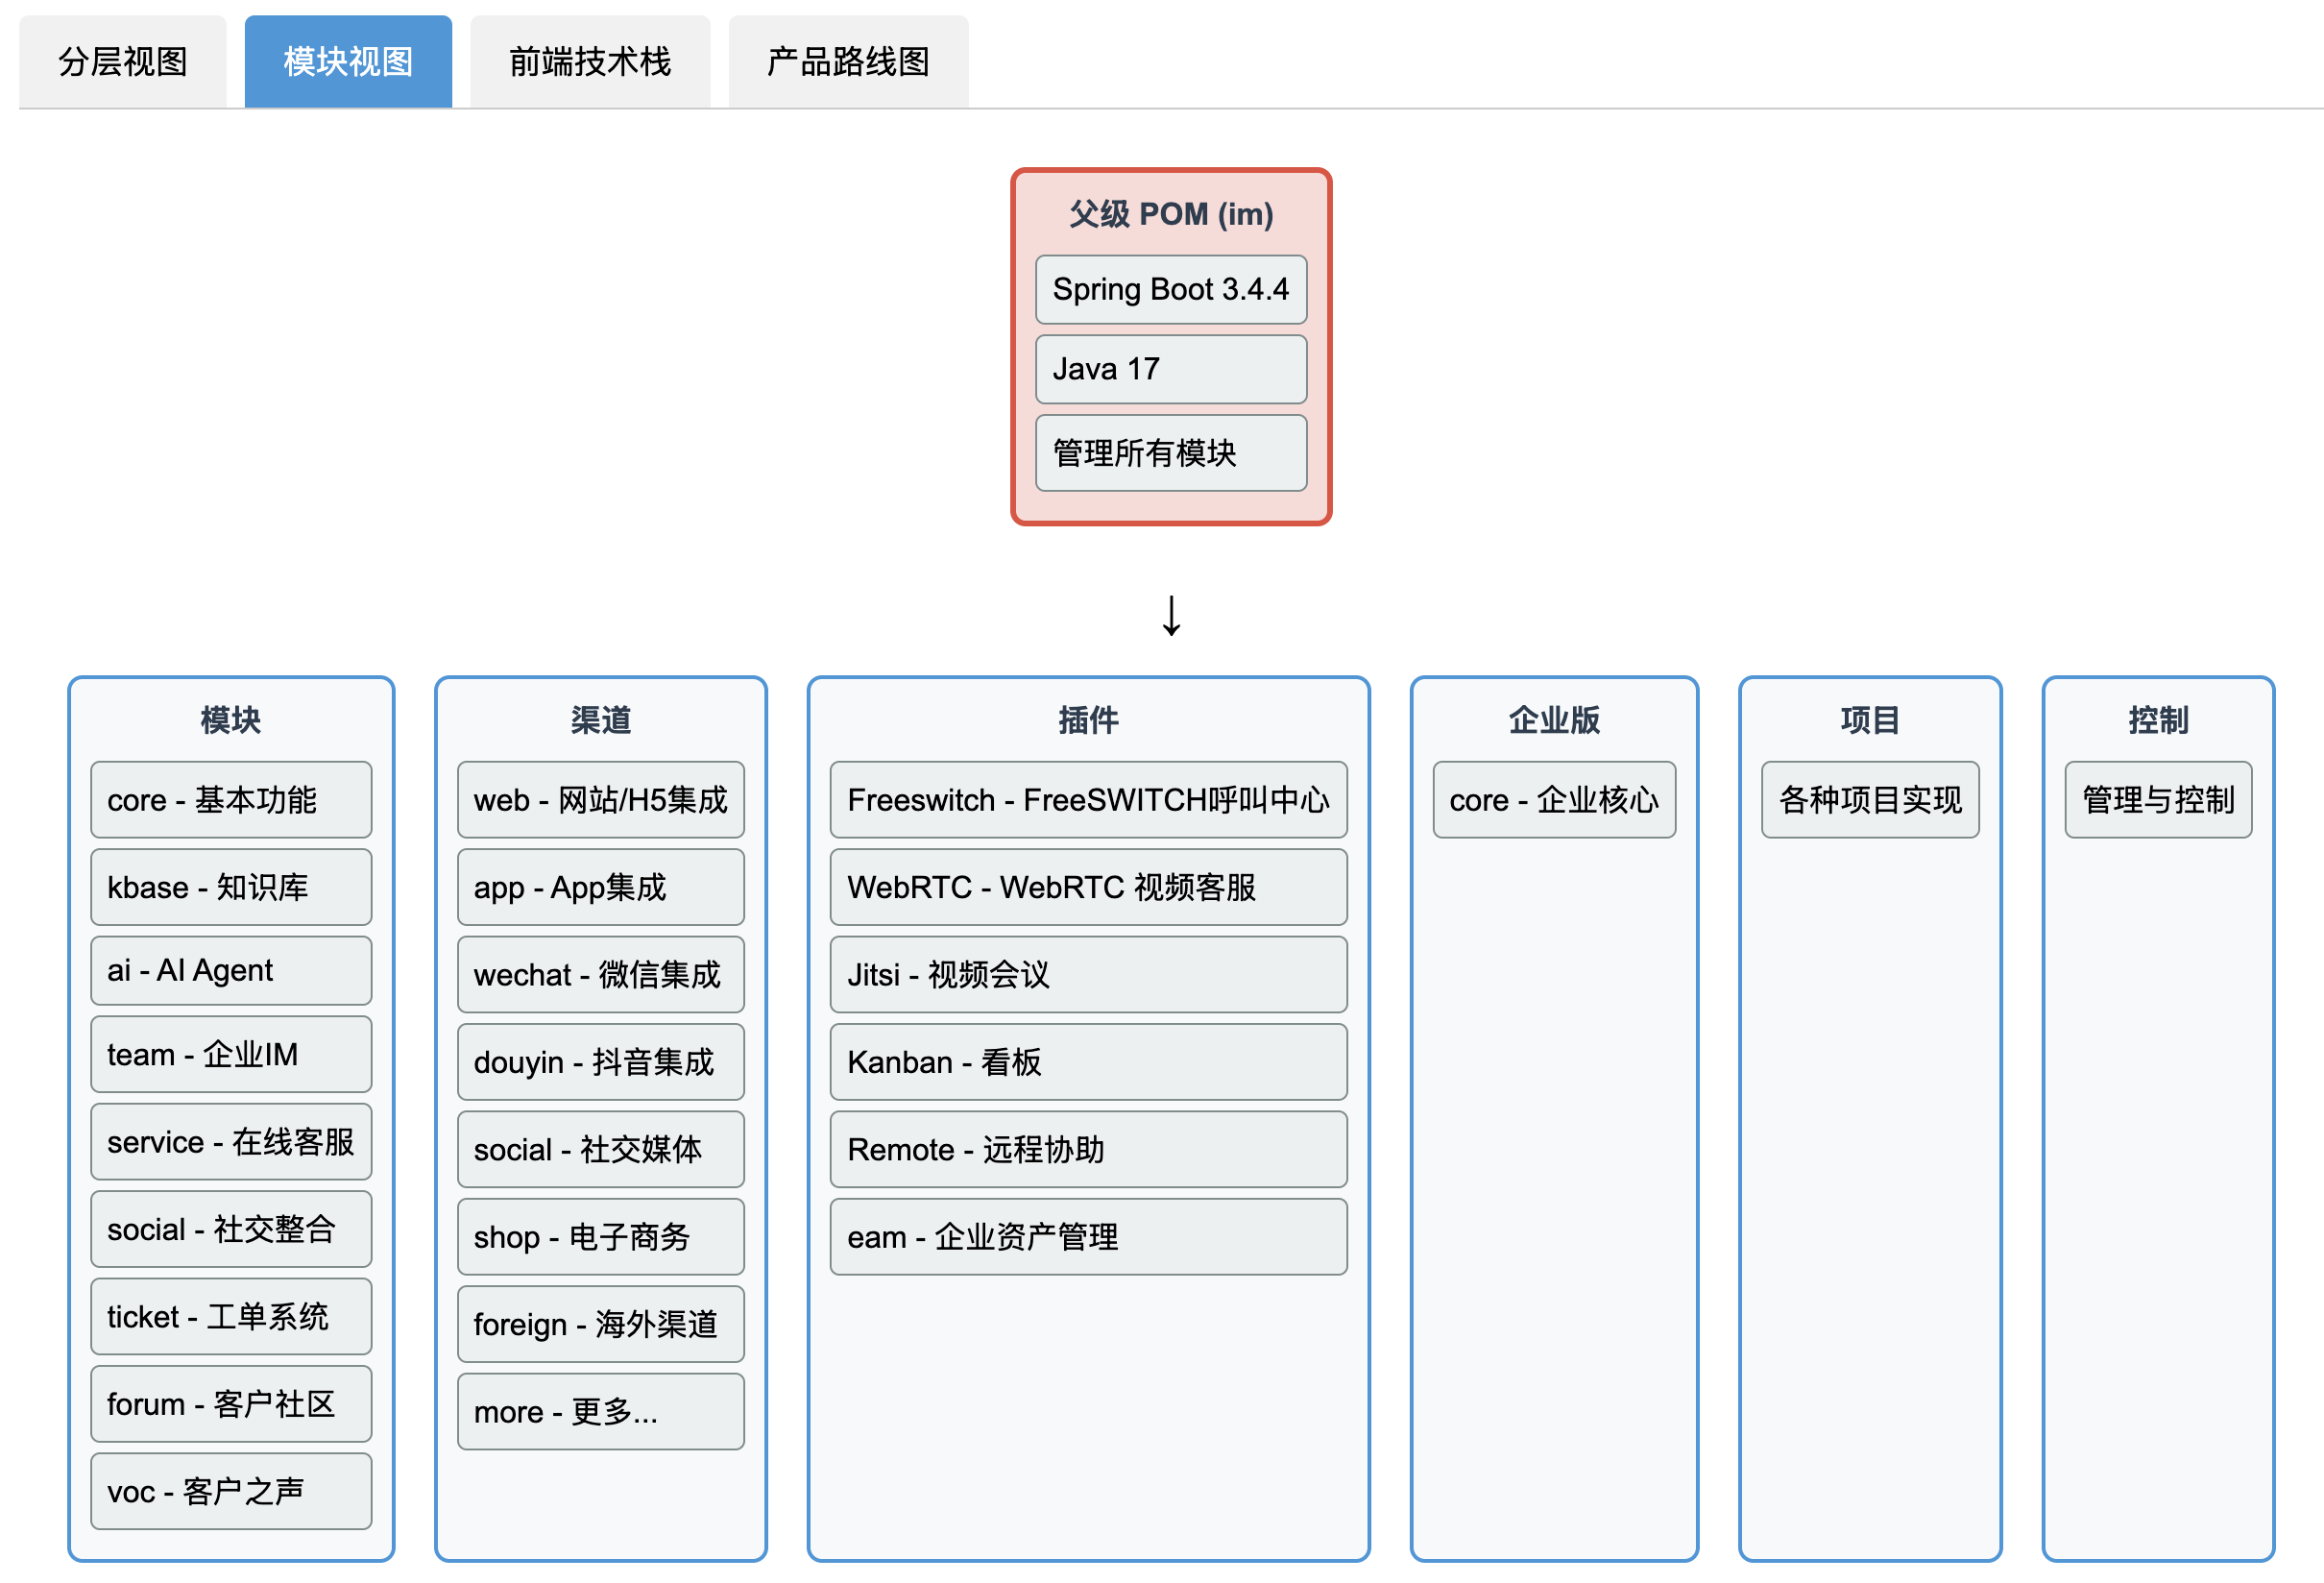 分层视图
模块视图
前端技术栈
产品路线图
父级 POM (im)
Spring Boot 3.4.4
Java 17
管理所有模块
↓
模块
core - 基本功能
kbase - 知识库
ai - AI Agent
team - 企业IM
service - 在线客服
social - 社交整合
ticket - 工单系统
forum - 客户社区
voc - 客户之声
渠道
web - 网站/H5集成
app - App集成
wechat - 微信集成
douyin - 抖音集成
social - 社交媒体
shop - 电子商务
foreign - 海外渠道
more - 更多...
插件
Freeswitch - FreeSWITCH呼叫中心
WebRTC - WebRTC 视频客服
Jitsi - 视频会议
Kanban - 看板
Remote - 远程协助
eam - 企业资产管理
企业版
core - 企业核心
项目
各种项目实现
控制
管理与控制